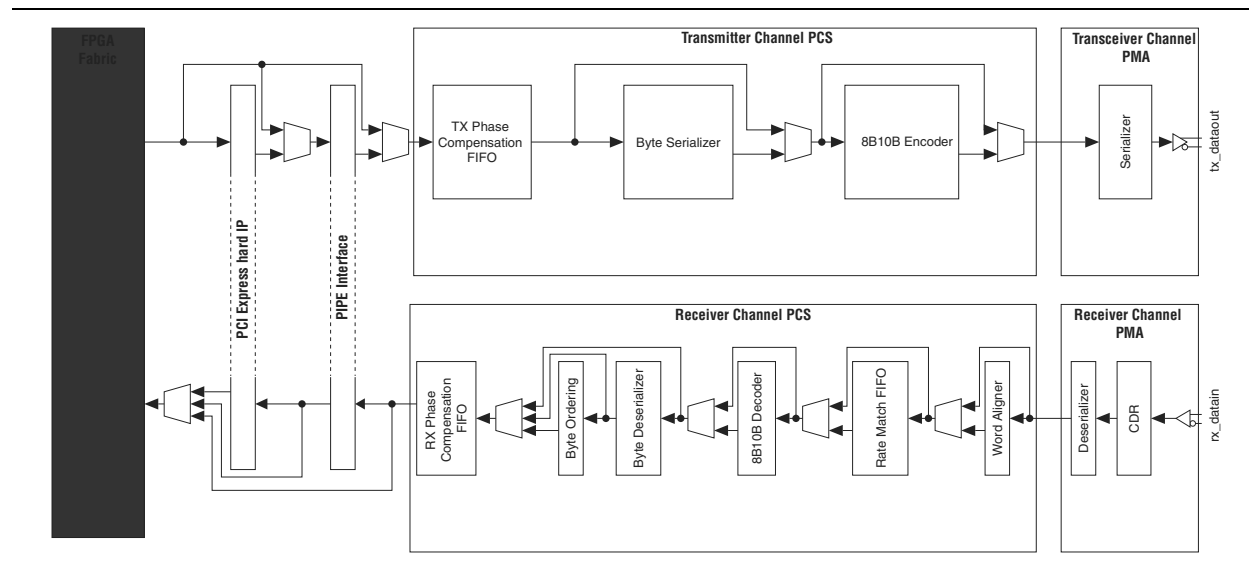 FPGA
Fabric
Transmitter Channel PCS
Transceiver Channel
PMA
TX Phase
Compensation
FIFO
Byte Serializer
8B10B Encoder
Serializer
tx_dataout
PCI Express hard IP
PIPE Interface
Receiver Channel PCS
Receiver Channel
PMA
RX Phase
Compensation
FIFO
Byte Ordering
Byte Deserializer
8B10B Decoder
Rate Match FIFO
Word Aligner
Deserializer
CDR
rx_datain